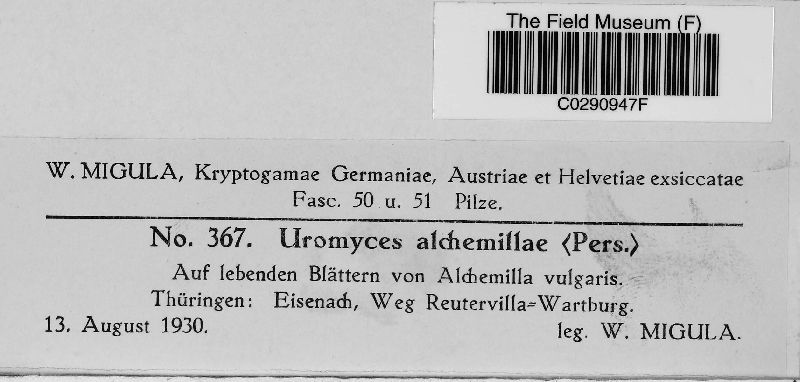 The Field Museum (F)
C0290947F
W. MIGULA, Kryptogamae Germaniae, Austriae et Helvetiae exsiccatae
Fasc. 50 u. 51 Pilze.
No. 367. Uromyces alchemillae ⟨Pers.⟩
Auf lebenden Blättern von Alchemilla vulgaris.
Thüringen: Eisenach, Weg Reutervilla=Wartburg.
13. August 1930. leg. W. MIGULA.